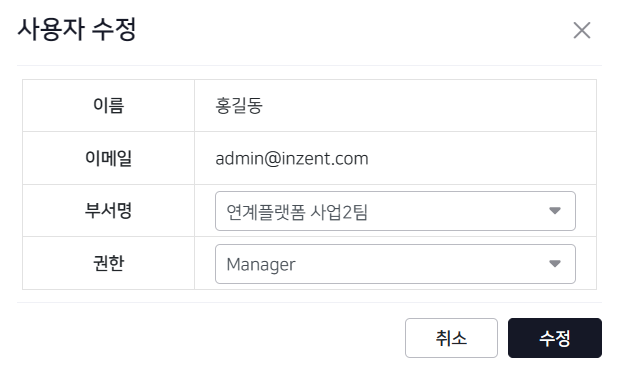 사용자 수정
이름 홍길동
이메일 admin@inzent.com
부서명 연계플랫폼 사업2팀
권한 Manager
취소 수정